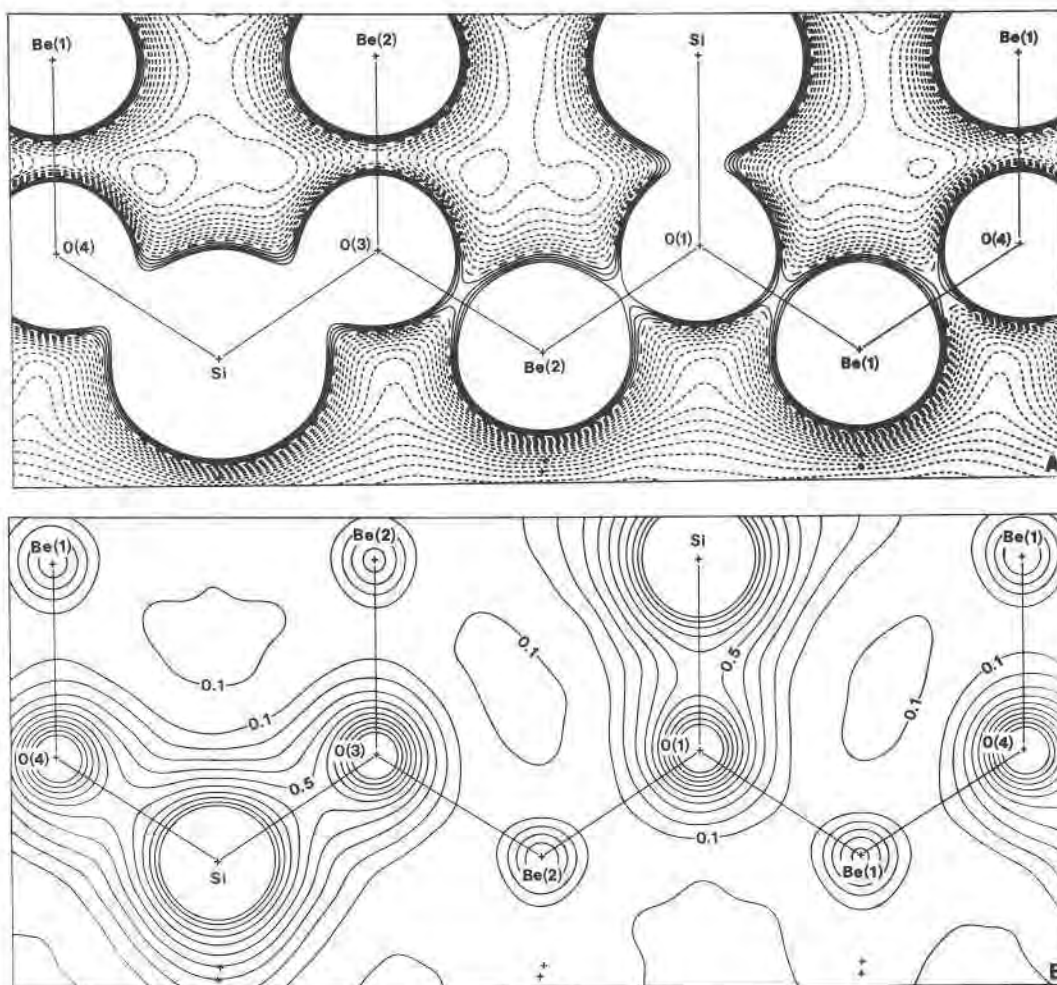 Be(1) Be(2) Si Be(1)
O(4) O(3) O(1) O(4)
Si Be(2) Be(1)
A
Be(1) Be(2) Si Be(1)
0.1 0.1 0.5 0.1 0.1
0.1
O(4) O(3) O(1) O(4)
0.5
0.1
Si Be(2) Be(1)
B